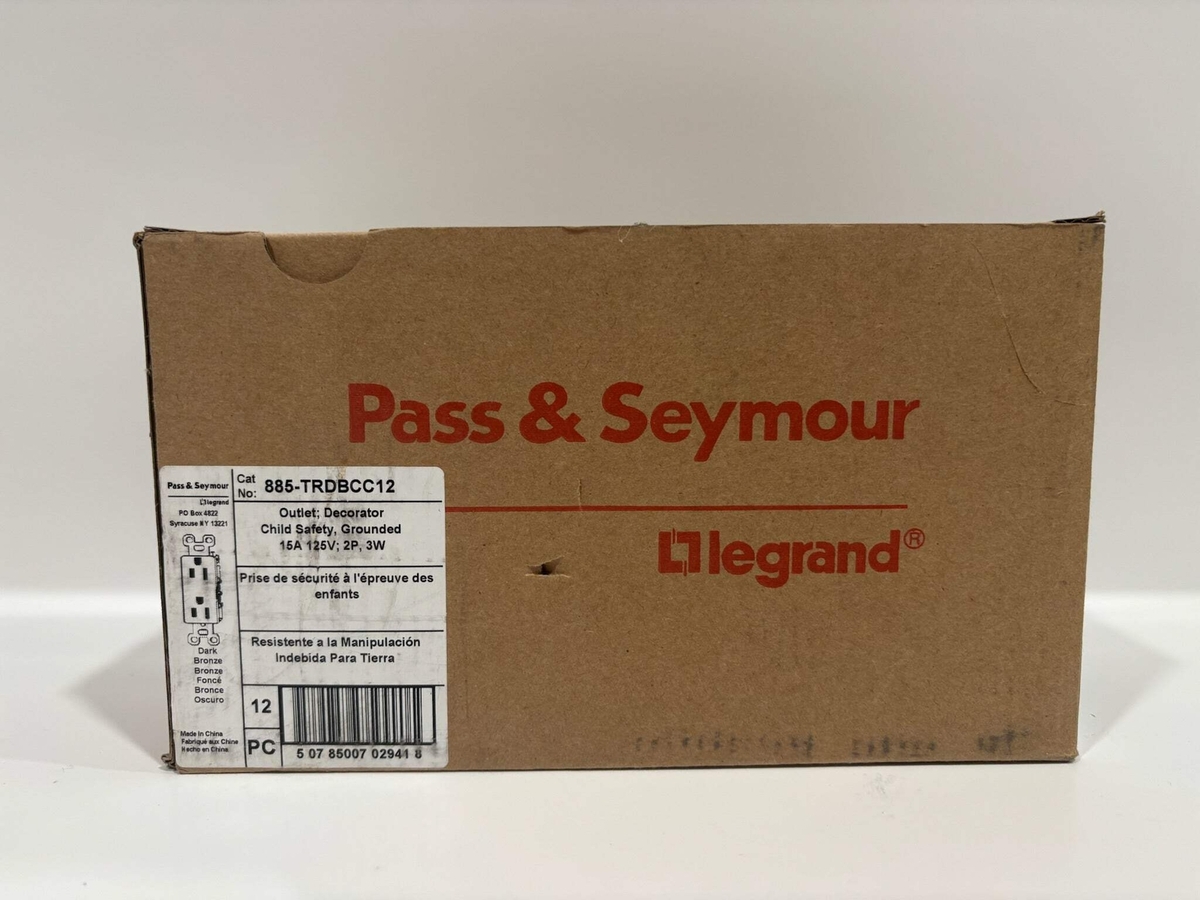 Pass & Seymour
legrand®
Pass & Seymour
legrand
PO Box 4822
Syracuse NY 13221
Cat No: 885-TRDBCC12
Outlet; Decorator
Child Safety, Grounded
15A 125V; 2P, 3W
Prise de sécurité à l'épreuve des
enfants
Resistente a la Manipulación
Indebida Para Tierra
Dark
Bronze
Bronze
Foncé
Bronce
Oscuro
Made in China
Fabriqué aux Chine
Hecho en China
12
PC
5 07 85007 02941 8